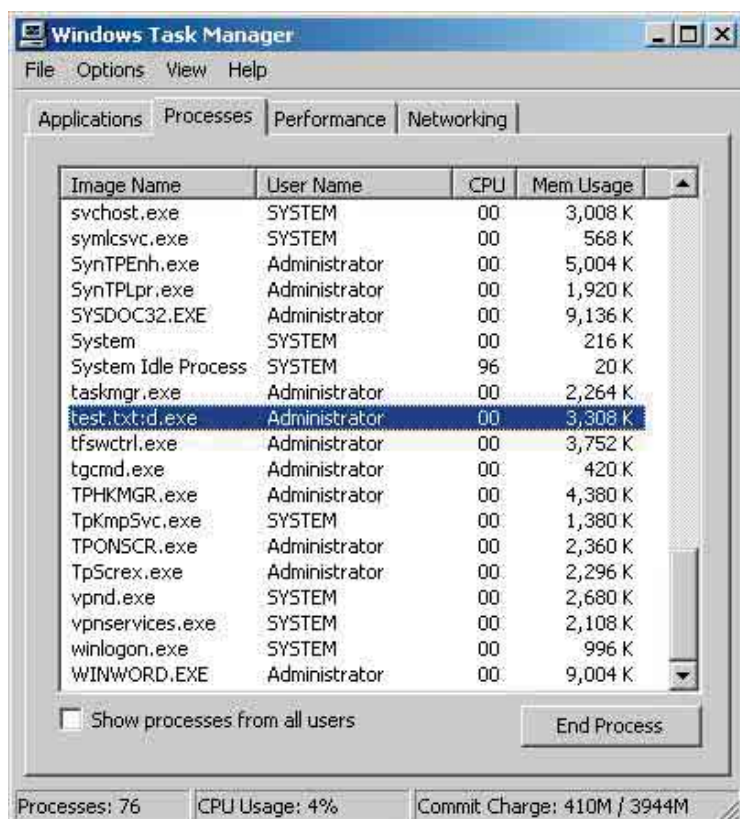 Windows Task Manager
File Options View Help
Applications Processes Performance Networking
Image Name User Name CPU Mem Usage
svchost.exe SYSTEM 00 3,008 K
symlcsvc.exe SYSTEM 00 568 K
SynTPEnh.exe Administrator 00 5,004 K
SynTPLpr.exe Administrator 00 1,920 K
SYSDOC32.EXE Administrator 00 9,136 K
System SYSTEM 00 216 K
System Idle Process SYSTEM 96 20 K
taskmgr.exe Administrator 00 2,264 K
test.txt:d.exe Administrator 00 3,308 K
tfswctrl.exe Administrator 00 3,752 K
tgcmd.exe Administrator 00 420 K
TPHKMGR.exe Administrator 00 4,380 K
TpKmpSvc.exe SYSTEM 00 1,380 K
TPONSCR.exe Administrator 00 2,360 K
TpScrex.exe Administrator 00 2,296 K
vpnd.exe SYSTEM 00 2,680 K
vpnservices.exe SYSTEM 00 2,108 K
winlogon.exe SYSTEM 00 996 K
WINWORD.EXE Administrator 00 9,004 K
Show processes from all users
End Process
Processes: 76 CPU Usage: 4% Commit Charge: 410M / 3944M